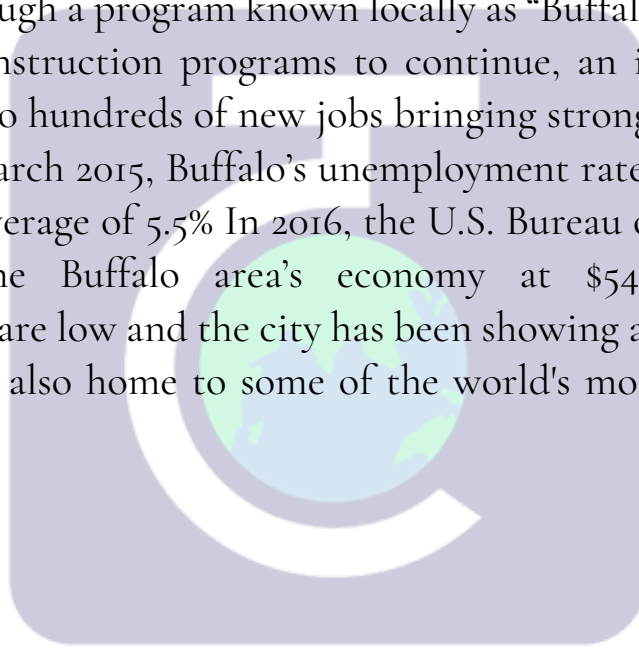 ugh a program known locally as “Buffal
nstruction programs to continue, an i
o hundreds of new jobs bringing strong
arch 2015, Buffalo’s unemployment rate
verage of 5.5% In 2016, the U.S. Bureau o
ne Buffalo area’s economy at $54
are low and the city has been showing a
also home to some of the world's mo